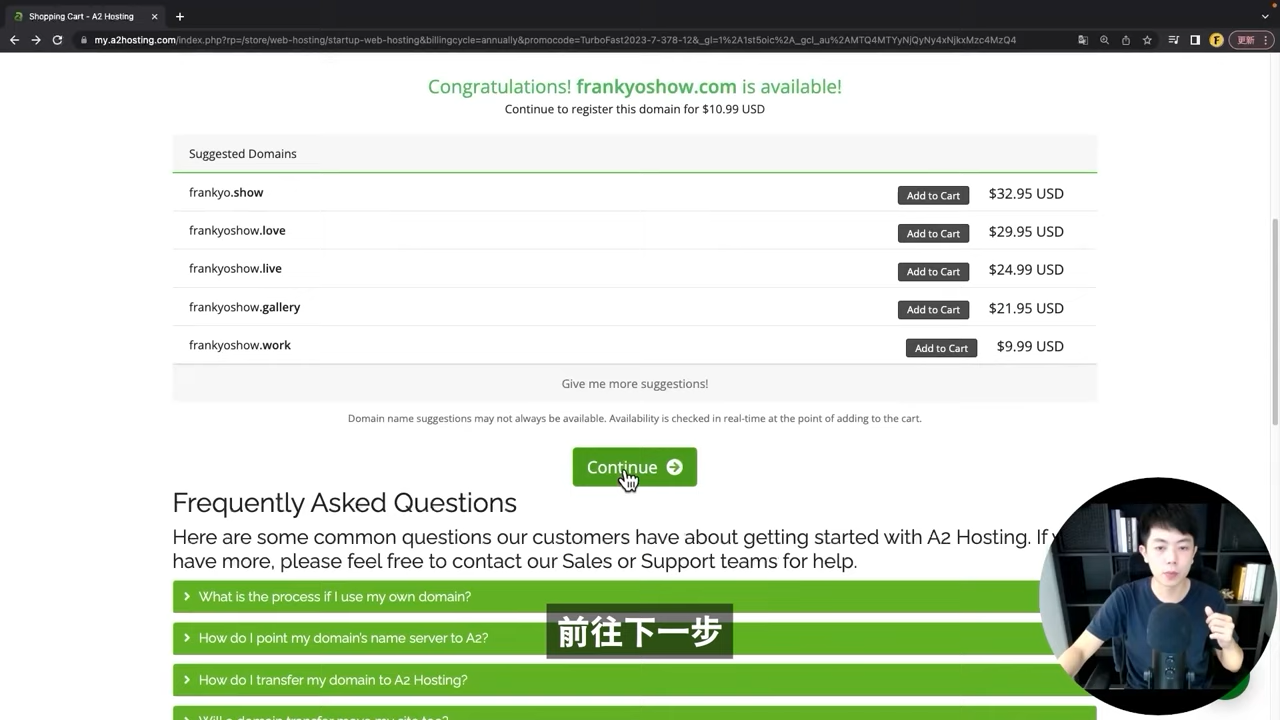 Shopping Cart - A2 Hosting
my.a2hosting.com/index.php?rp=/store/web-hosting/startup-web-hosting&billingcycle=annually&promocode=TurboFast2023-7-378-12&_gl=1%2A1st5oic%2A_gcl_au%2AMTQ4MTYyNjQyNy4xNjkxMzc4MzQ4
F
更新
Congratulations! frankyoshow.com is available!
Continue to register this domain for $10.99 USD
Suggested Domains
frankyo.show Add to Cart $32.95 USD
frankyoshow.love Add to Cart $29.95 USD
frankyoshow.live Add to Cart $24.99 USD
frankyoshow.gallery Add to Cart $21.95 USD
frankyoshow.work Add to Cart $9.99 USD
Give me more suggestions!
Domain name suggestions may not always be available. Availability is checked in real-time at the point of adding to the cart.
Continue
Frequently Asked Questions
Here are some common questions our customers have about getting started with A2 Hosting. If
have more, please feel free to contact our Sales or Support teams for help.
What is the process if I use my own domain?
前往下一步
How do I point my domain's name server to A2?
How do I transfer my domain to A2 Hosting?
Will a domain transfer move my site too?